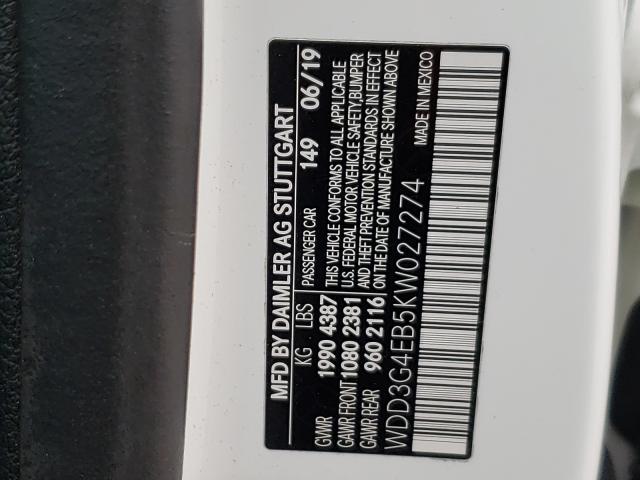 MFD BY DAIMLER AG STUTTGART
KG LBS PASSENGER CAR 149 06/19
GWR 1990 4387
GAWR FRONT 1080 2381
GAWR REAR 960 2116
THIS VEHICLE CONFORMS TO ALL APPLICABLE
U.S. FEDERAL MOTOR VEHICLE SAFETY, BUMPER
AND THEFT PREVENTION STANDARDS IN EFFECT
ON THE DATE OF MANUFACTURE SHOWN ABOVE
WDD3G4EB5KW027274 MADE IN MEXICO